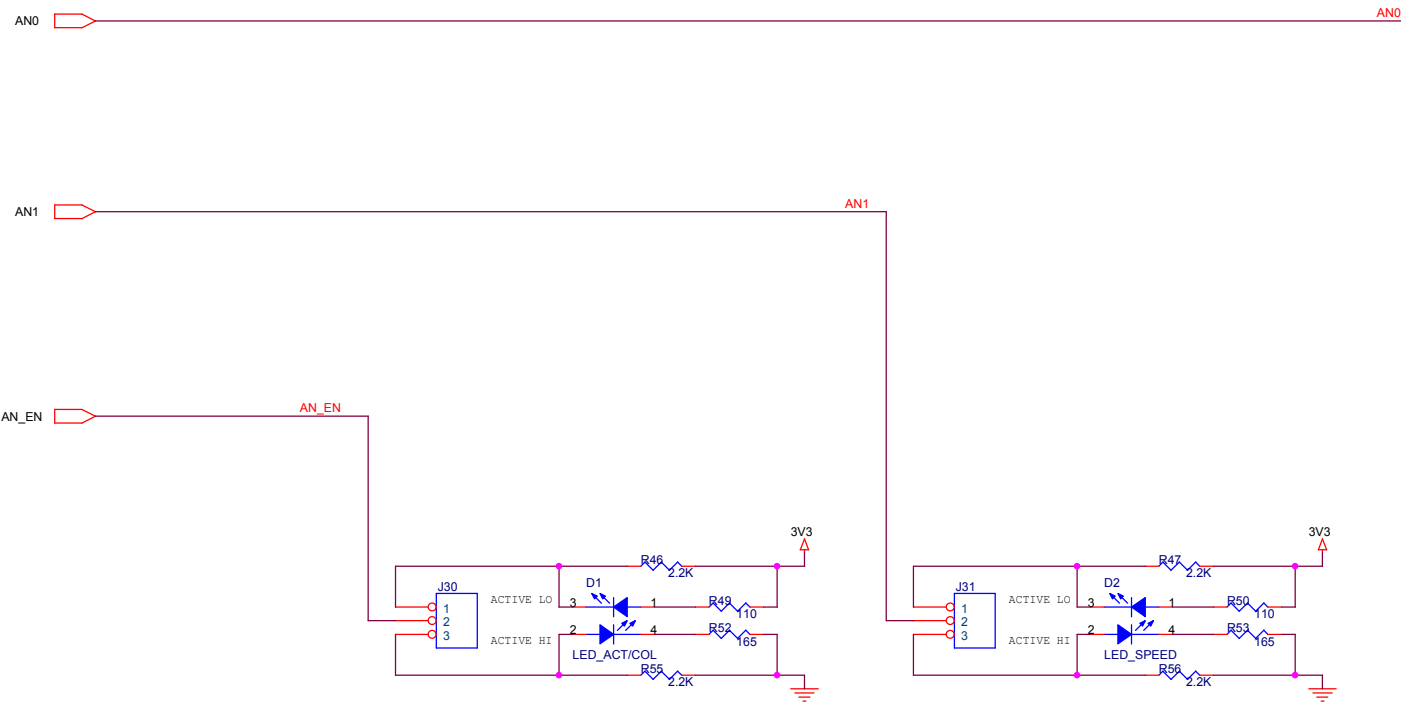 AN0
AN0
AN1
AN1
AN_EN
AN_EN
3V3
3V3
R46
2.2K
R47
2.2K
J30
D1
J31
D2
1
ACTIVE LO
3
1
R49
110
1
ACTIVE LO
3
1
R50
110
2
2
3
ACTIVE HI
2
4
R52
165
3
ACTIVE HI
2
4
R53
165
LED_ACT/COL
LED_SPEED
R55
2.2K
R56
2.2K